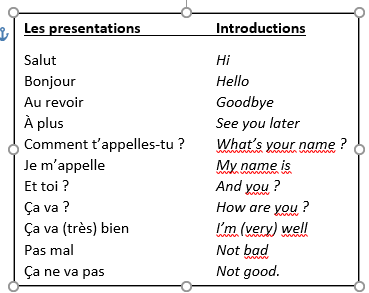 Les presentations Introductions
Salut Hi
Bonjour Hello
Au revoir Goodbye
À plus See you later
Comment t’appelles-tu ? What’s your name ?
Je m’appelle My name is
Et toi ? And you ?
Ça va ? How are you ?
Ça va (très) bien I’m (very) well
Pas mal Not bad
Ça ne va pas Not good.